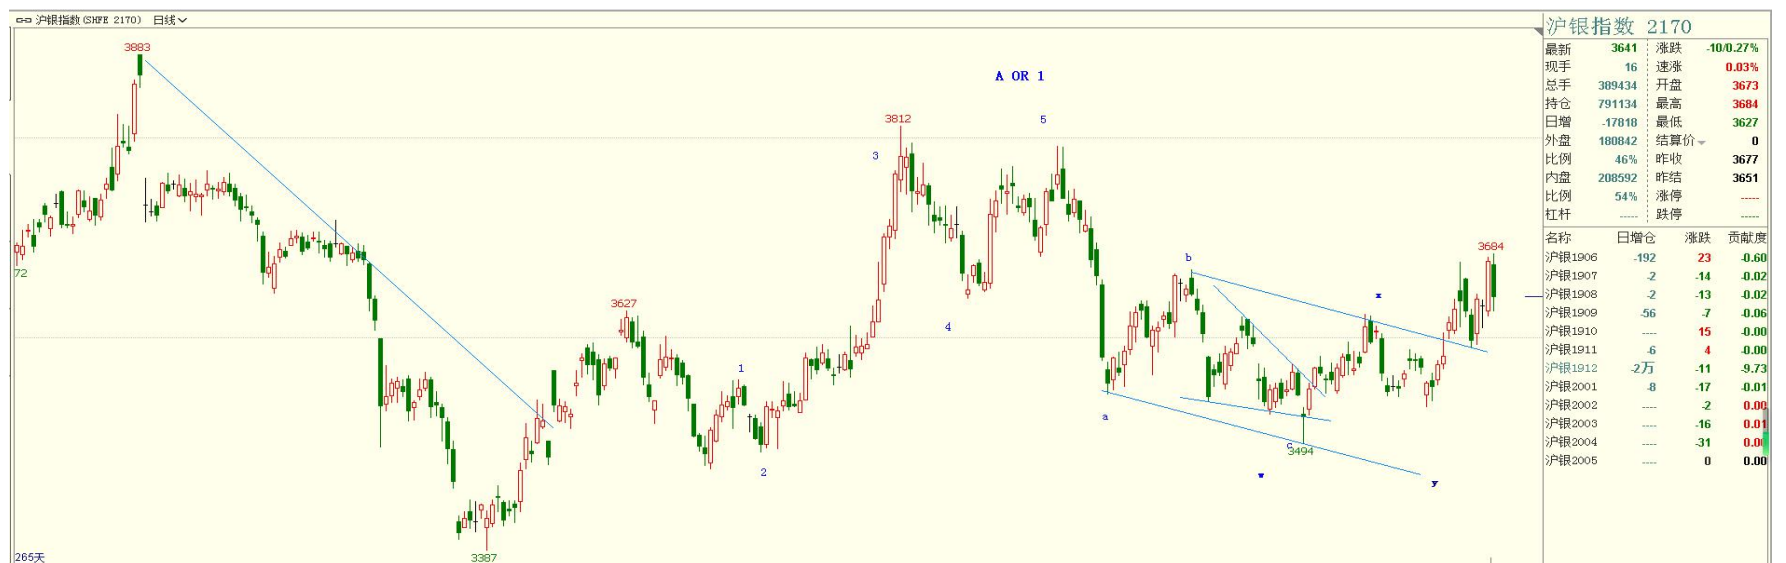 沪银指数(SHFE 2170) 日线
3883
A OR 1
3812
5
3
3684
b
72
3627
x
4
1
a
2
c
3494
w
y
3387
265天
沪银指数 2170
最新 3641 涨跌 -10/0.27%
现手 16 速涨 0.03%
总手 389434 开盘 3673
持仓 791134 最高 3684
日增 -17818 最低 3627
外盘 180842 结算价 0
比例 46% 昨收 3677
内盘 208592 昨结 3651
比例 54% 涨停 -----
杠杆 ----- 跌停 -----
名称 日增仓 涨跌 贡献度
沪银1906 -192 23 -0.60
沪银1907 -2 -14 -0.02
沪银1908 -2 -13 -0.02
沪银1909 -56 -7 -0.06
沪银1910 ---- 15 -0.00
沪银1911 -6 4 -0.00
沪银1912 -2万 -11 -9.73
沪银2001 -8 -17 -0.01
沪银2002 ---- -2 0.00
沪银2003 ---- -16 0.01
沪银2004 ---- -31 0.00
沪银2005 ---- 0 0.00